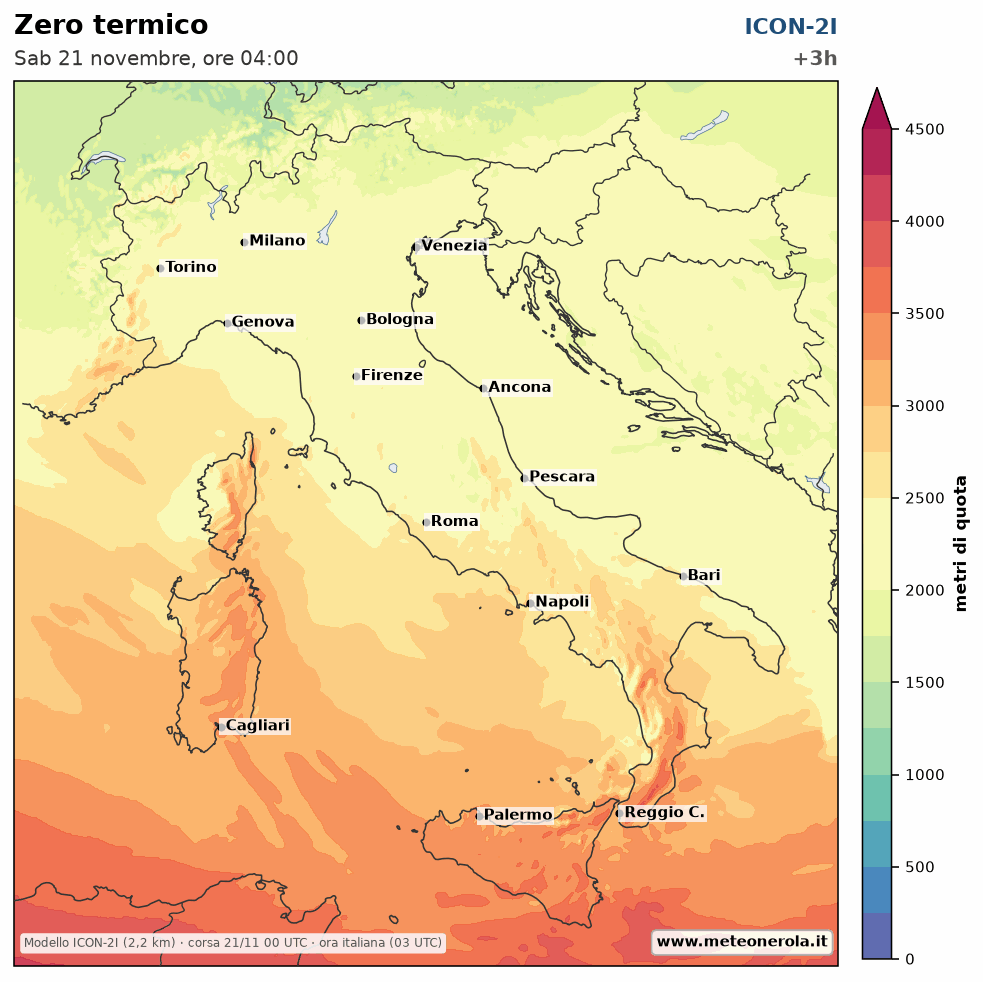 Zero termico
ICON-2I
Sab 21 novembre, ore 04:00
+3h
Milano
Venezia
Torino
Genova
Bologna
Firenze
Ancona
Pescara
Roma
Bari
Napoli
Cagliari
Palermo
Reggio C.
4500
4000
3500
3000
2500
2000
1500
1000
500
0
metri di quota
Modello ICON-2I (2,2 km) · corsa 21/11 00 UTC · ora italiana (03 UTC)
www.meteonerola.it